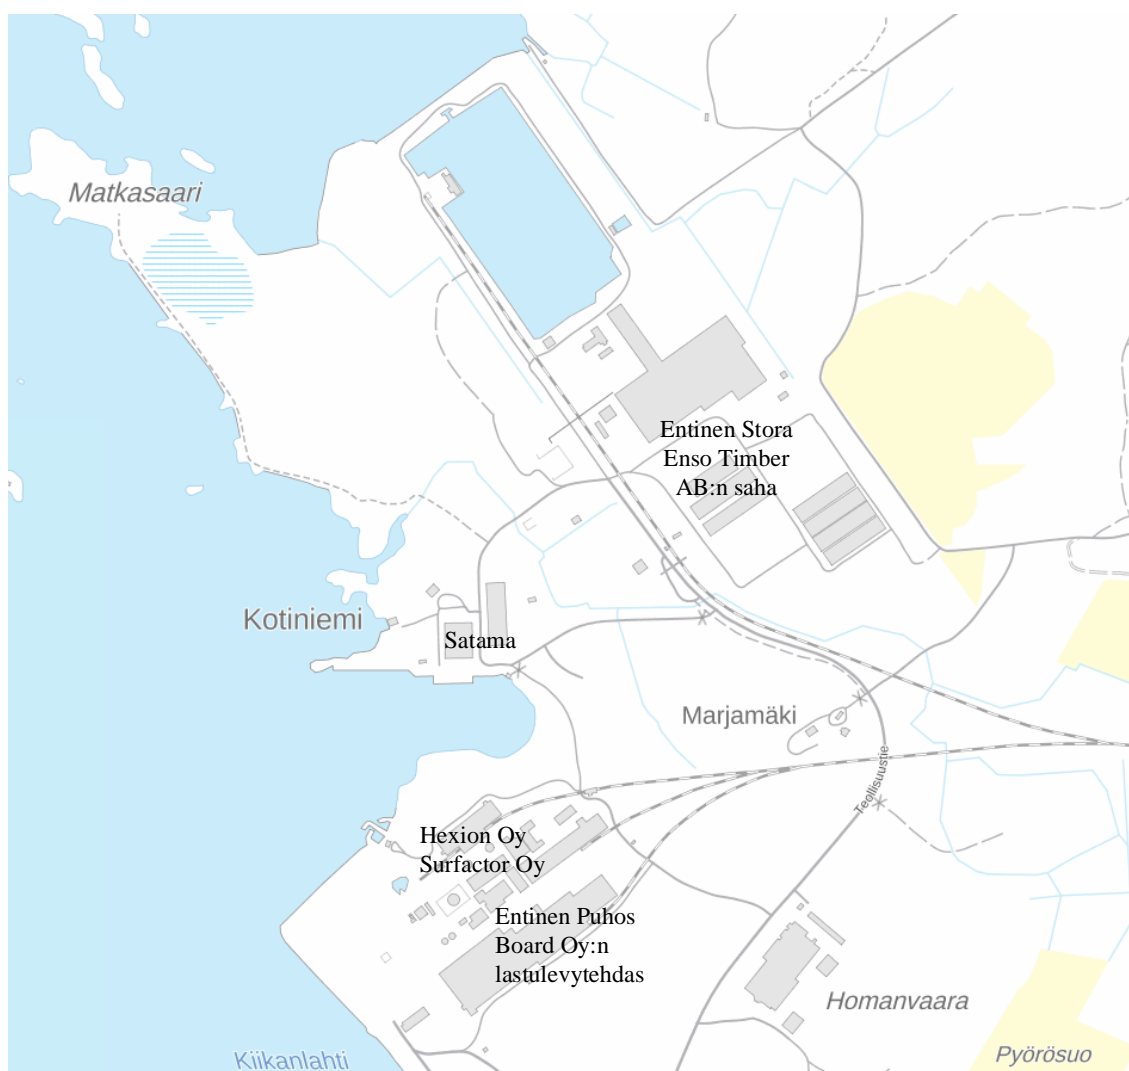 Matkasaari
Entinen Stora
Enso Timber
AB:n saha
Kotiniemi
Satama
Marjamäki
Teollisuustie
Hexion Oy
Surfactor Oy
Entinen Puhos
Board Oy:n
lastulevytehdas
Homanvaara
Kiikanlahti
Pyörösuo